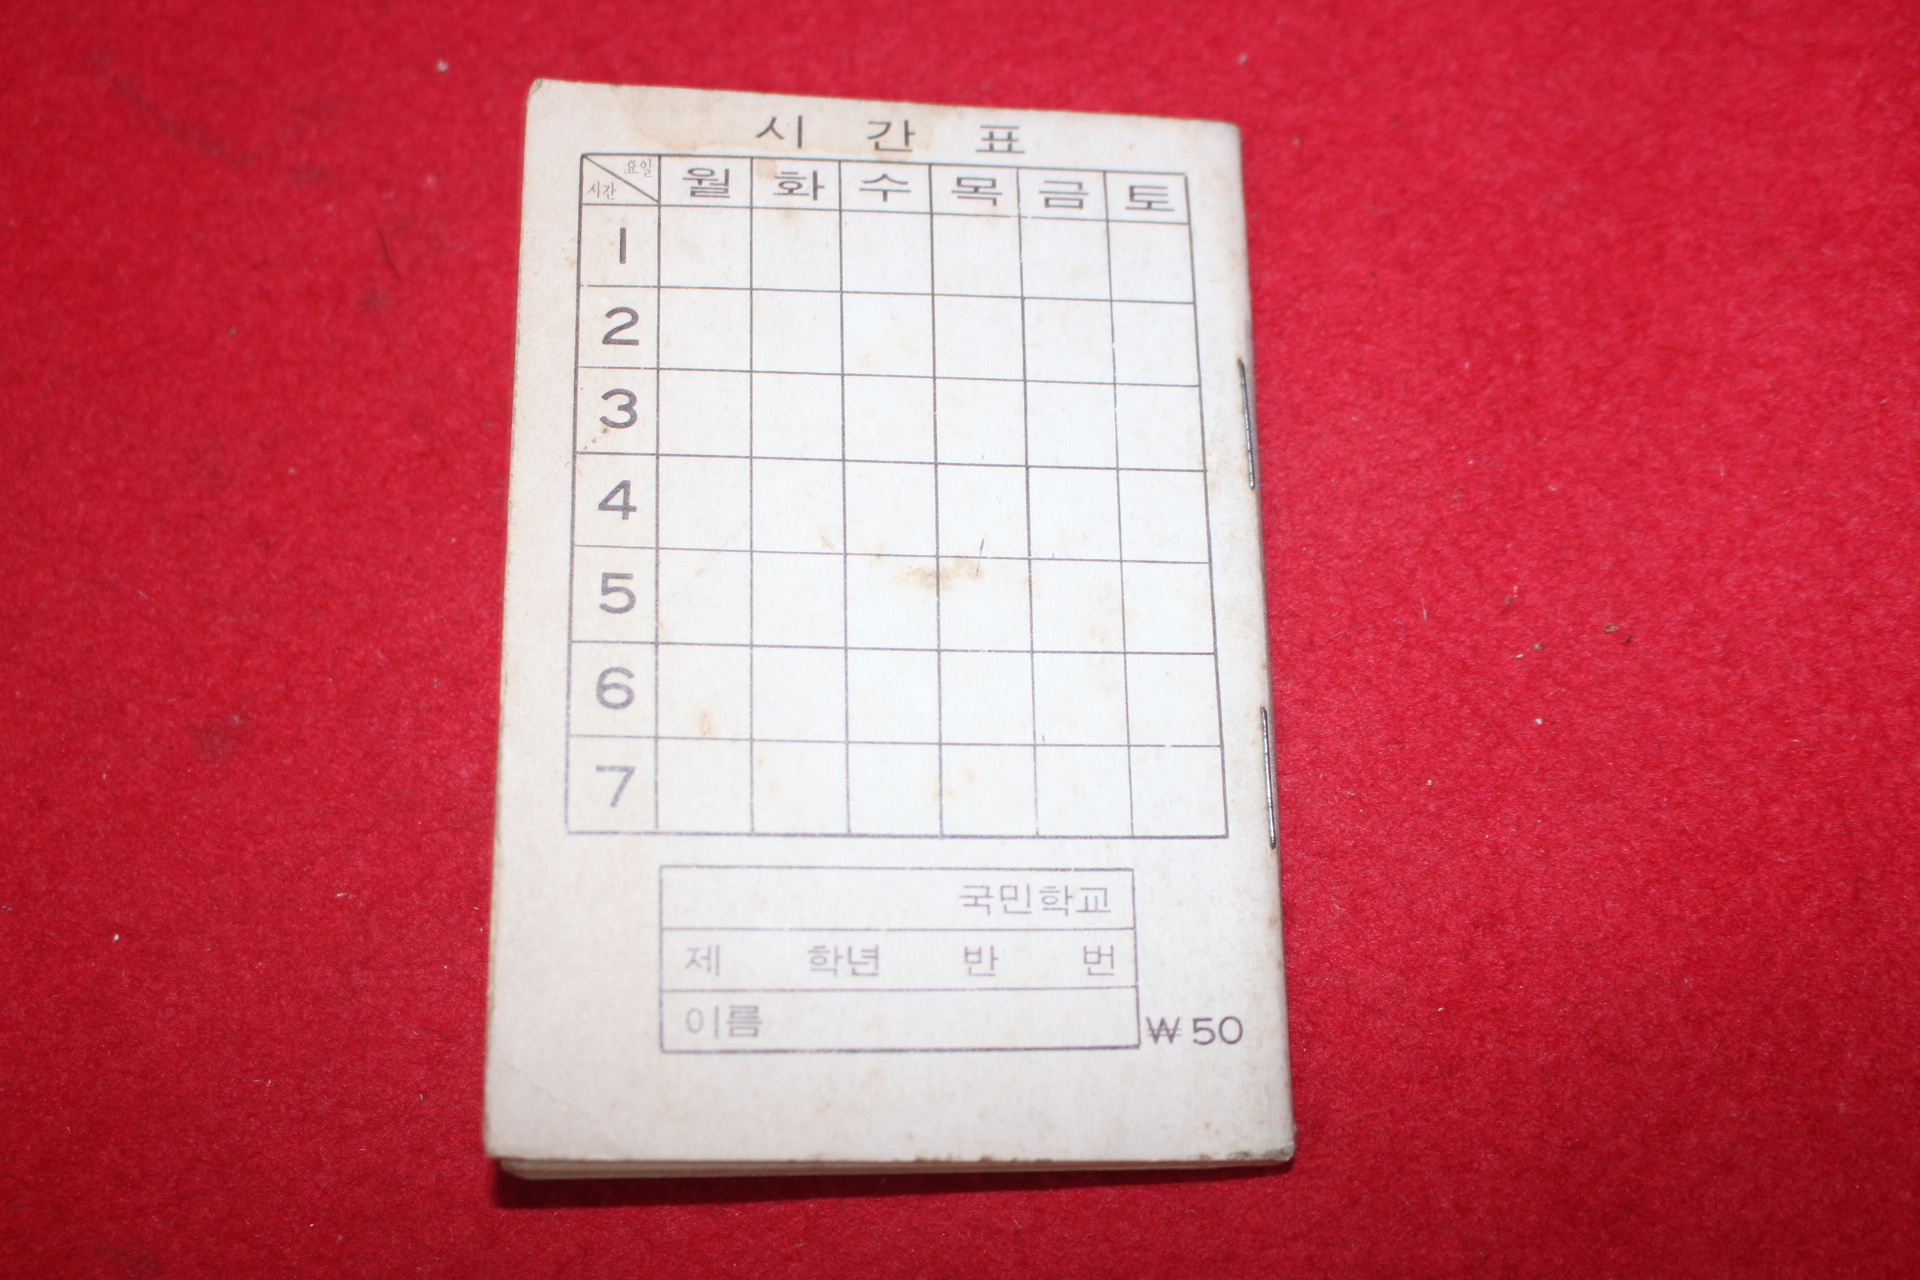 시 간 표
요일
시간 월 화 수 목 금 토
1
2
3
4
5
6
7
국민학교
제 학년 반 번
이름
₩50